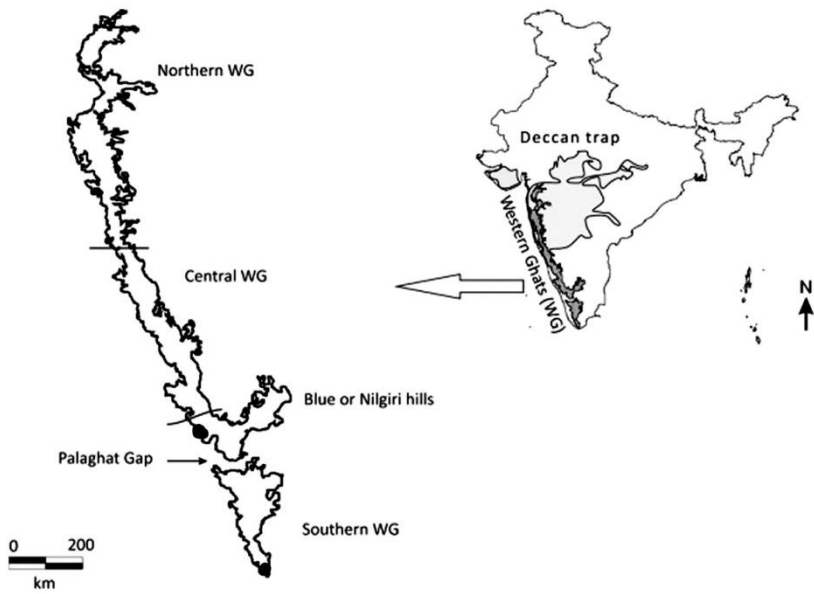 Northern WG
Deccan trap
Western Ghats (WG)
Central WG
N
Blue or Nilgiri hills
Palaghat Gap
Southern WG
0 200
km